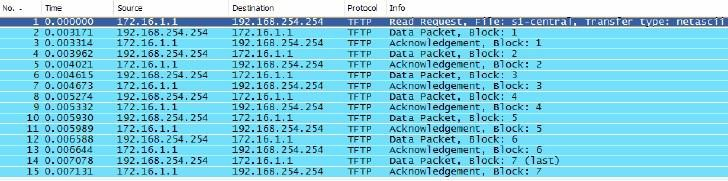 No. - Time Source Destination Protocol Info
1 0.000000 172.16.1.1 192.168.254.254 TFTP Read Request, File: s1-central, Transfer type: netascii
2 0.003171 192.168.254.254 172.16.1.1 TFTP Data Packet, Block: 1
3 0.003314 172.16.1.1 192.168.254.254 TFTP Acknowledgement, Block: 1
4 0.003962 192.168.254.254 172.16.1.1 TFTP Data Packet, Block: 2
5 0.004021 172.16.1.1 192.168.254.254 TFTP Acknowledgement, Block: 2
6 0.004615 192.168.254.254 172.16.1.1 TFTP Data Packet, Block: 3
7 0.004673 172.16.1.1 192.168.254.254 TFTP Acknowledgement, Block: 3
8 0.005274 192.168.254.254 172.16.1.1 TFTP Data Packet, Block: 4
9 0.005332 172.16.1.1 192.168.254.254 TFTP Acknowledgement, Block: 4
10 0.005930 192.168.254.254 172.16.1.1 TFTP Data Packet, Block: 5
11 0.005989 172.16.1.1 192.168.254.254 TFTP Acknowledgement, Block: 5
12 0.006588 192.168.254.254 172.16.1.1 TFTP Data Packet, Block: 6
13 0.006644 172.16.1.1 192.168.254.254 TFTP Acknowledgement, Block: 6
14 0.007078 192.168.254.254 172.16.1.1 TFTP Data Packet, Block: 7 (last)
15 0.007131 172.16.1.1 192.168.254.254 TFTP Acknowledgement, Block: 7